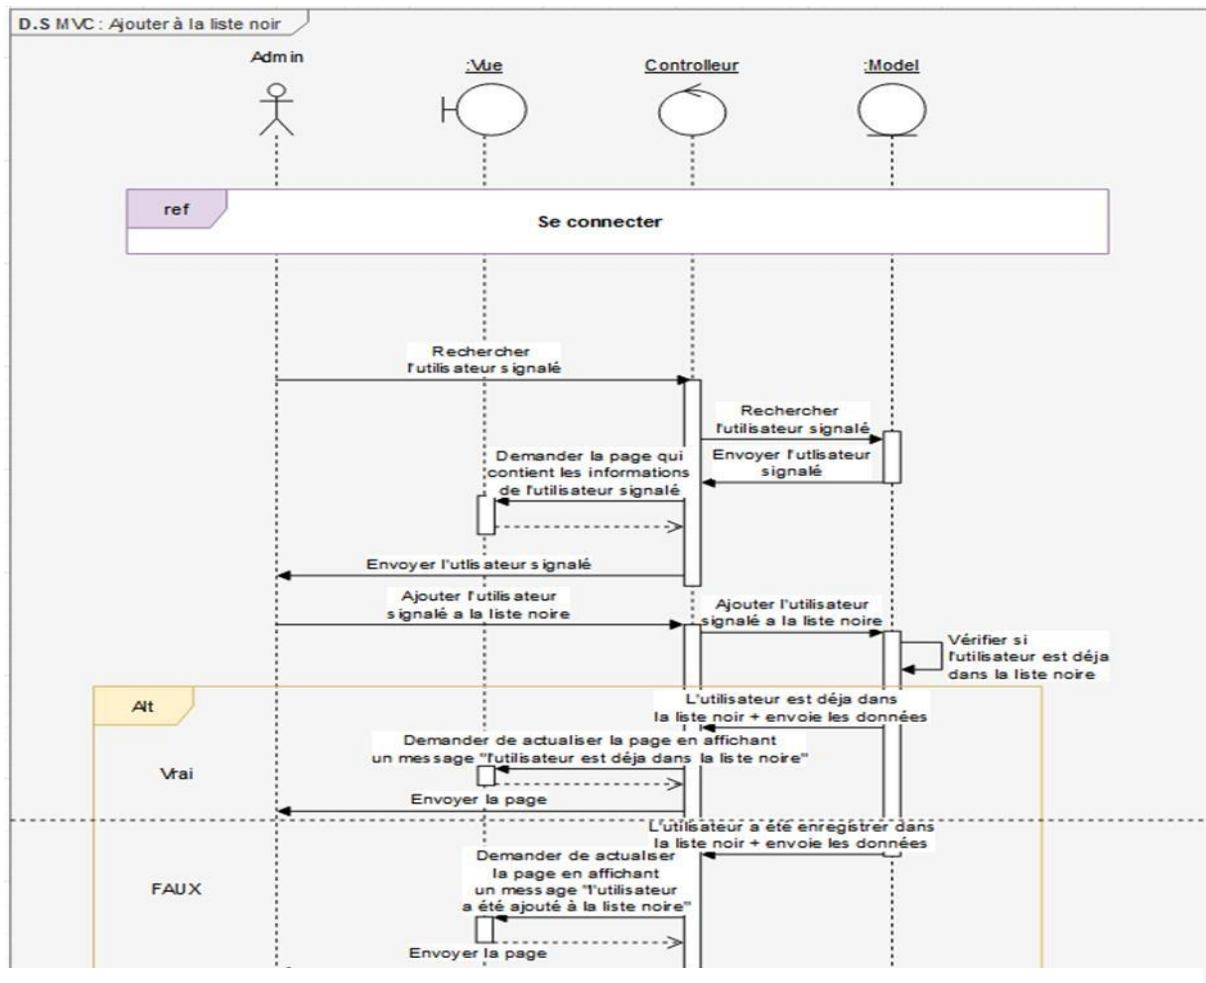 D.S MVC : Ajouter à la liste noir
Admin
:Vue
Controlleur
:Model
ref
Se connecter
Rechercher
l'utilisateur signalé
Rechercher
l'utilisateur signalé
Envoyer l'utlisateur
signalé
Demander la page qui
contient les informations
de l'utilisateur signalé
Envoyer l'utlisateur signalé
Ajouter l'utilisateur
signalé a la liste noire
Ajouter l'utilisateur
signalé a la liste noire
Vérifier si
l'utilisateur est déja
dans la liste noire
Alt
L'utilisateur est déja dans
la liste noir + envoie les données
Demander de actualiser la page en affichant
un message "l'utilisateur est déja dans la liste noire"
Vrai
Envoyer la page
L'utilisateur a été enregistrer dans
la liste noir + envoie les données
Demander de actualiser
la page en affichant
un message "l'utilisateur
a été ajouté à la liste noire"
FAUX
Envoyer la page